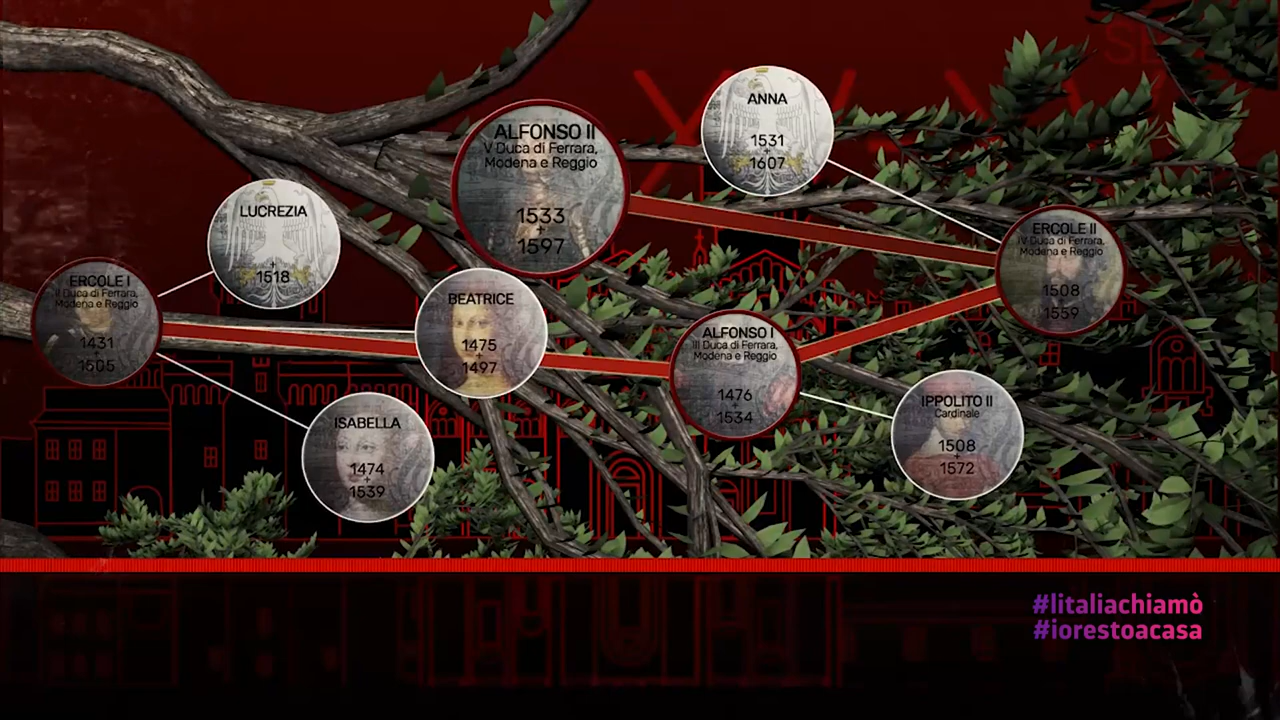 ANNA
1531
+
1607
ALFONSO II
V Duca di Ferrara,
Modena e Reggio
1533
+
1597
LUCREZIA
+
1518
ERCOLE II
IV Duca di Ferrara,
Modena e Reggio
1508
+
1559
ERCOLE I
II Duca di Ferrara,
Modena e Reggio
1431
+
1505
BEATRICE
1475
+
1497
ALFONSO I
III Duca di Ferrara,
Modena e Reggio
1476
+
1534
ISABELLA
1474
+
1539
IPPOLITO II
Cardinale
1508
+
1572
#litaliachiamò
#iorestoacasa